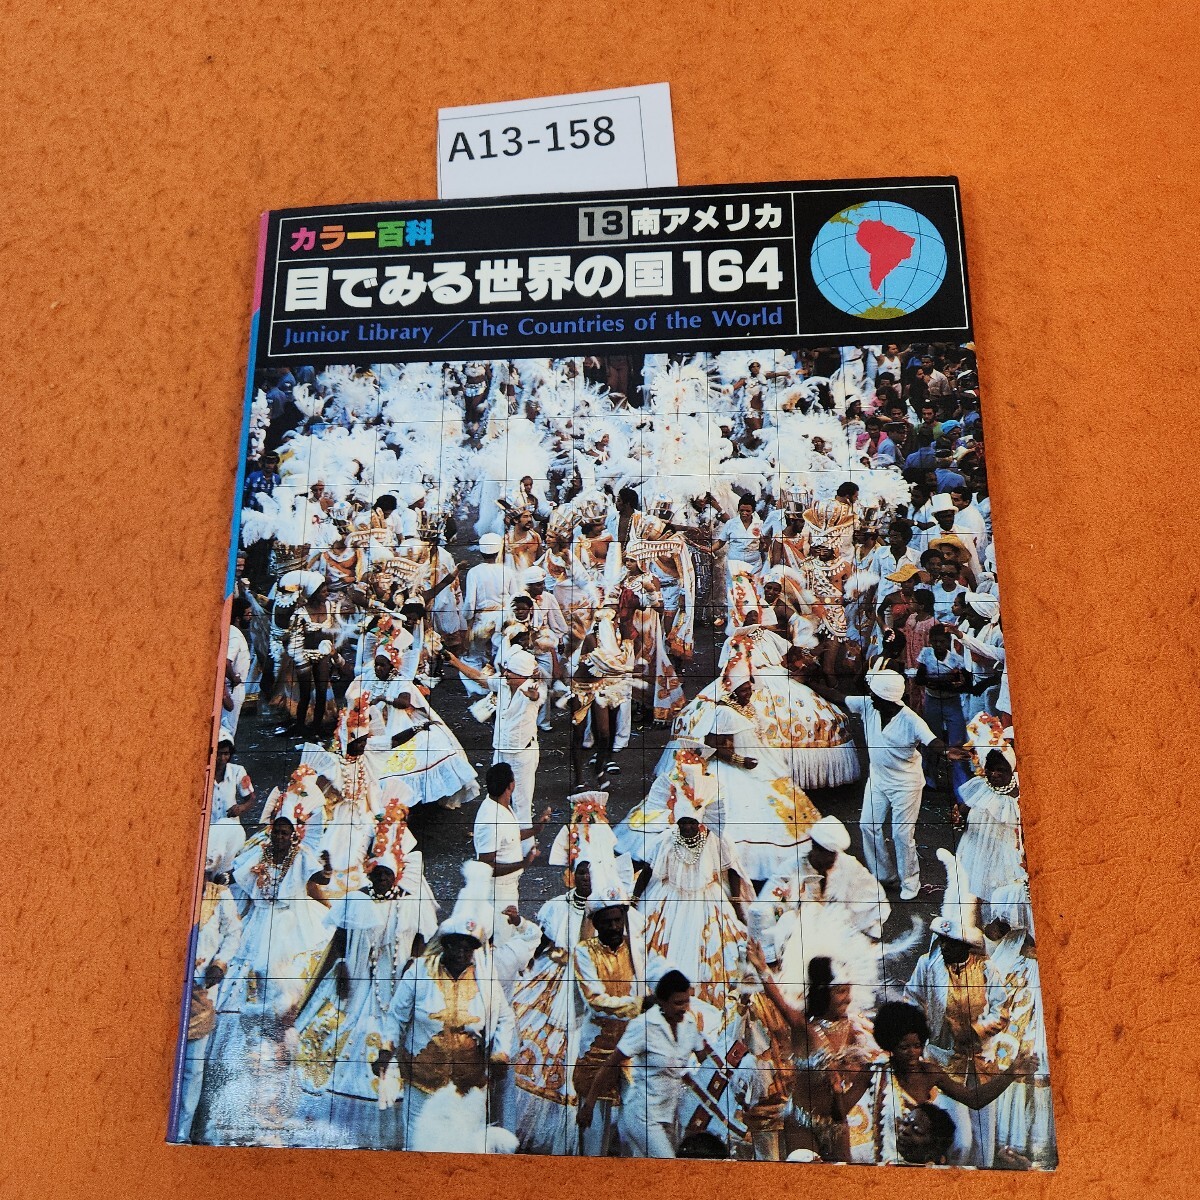 A13-158
カラー百科
13 南アメリカ
目でみる世界の国164
Junior Library／The Countries of the World